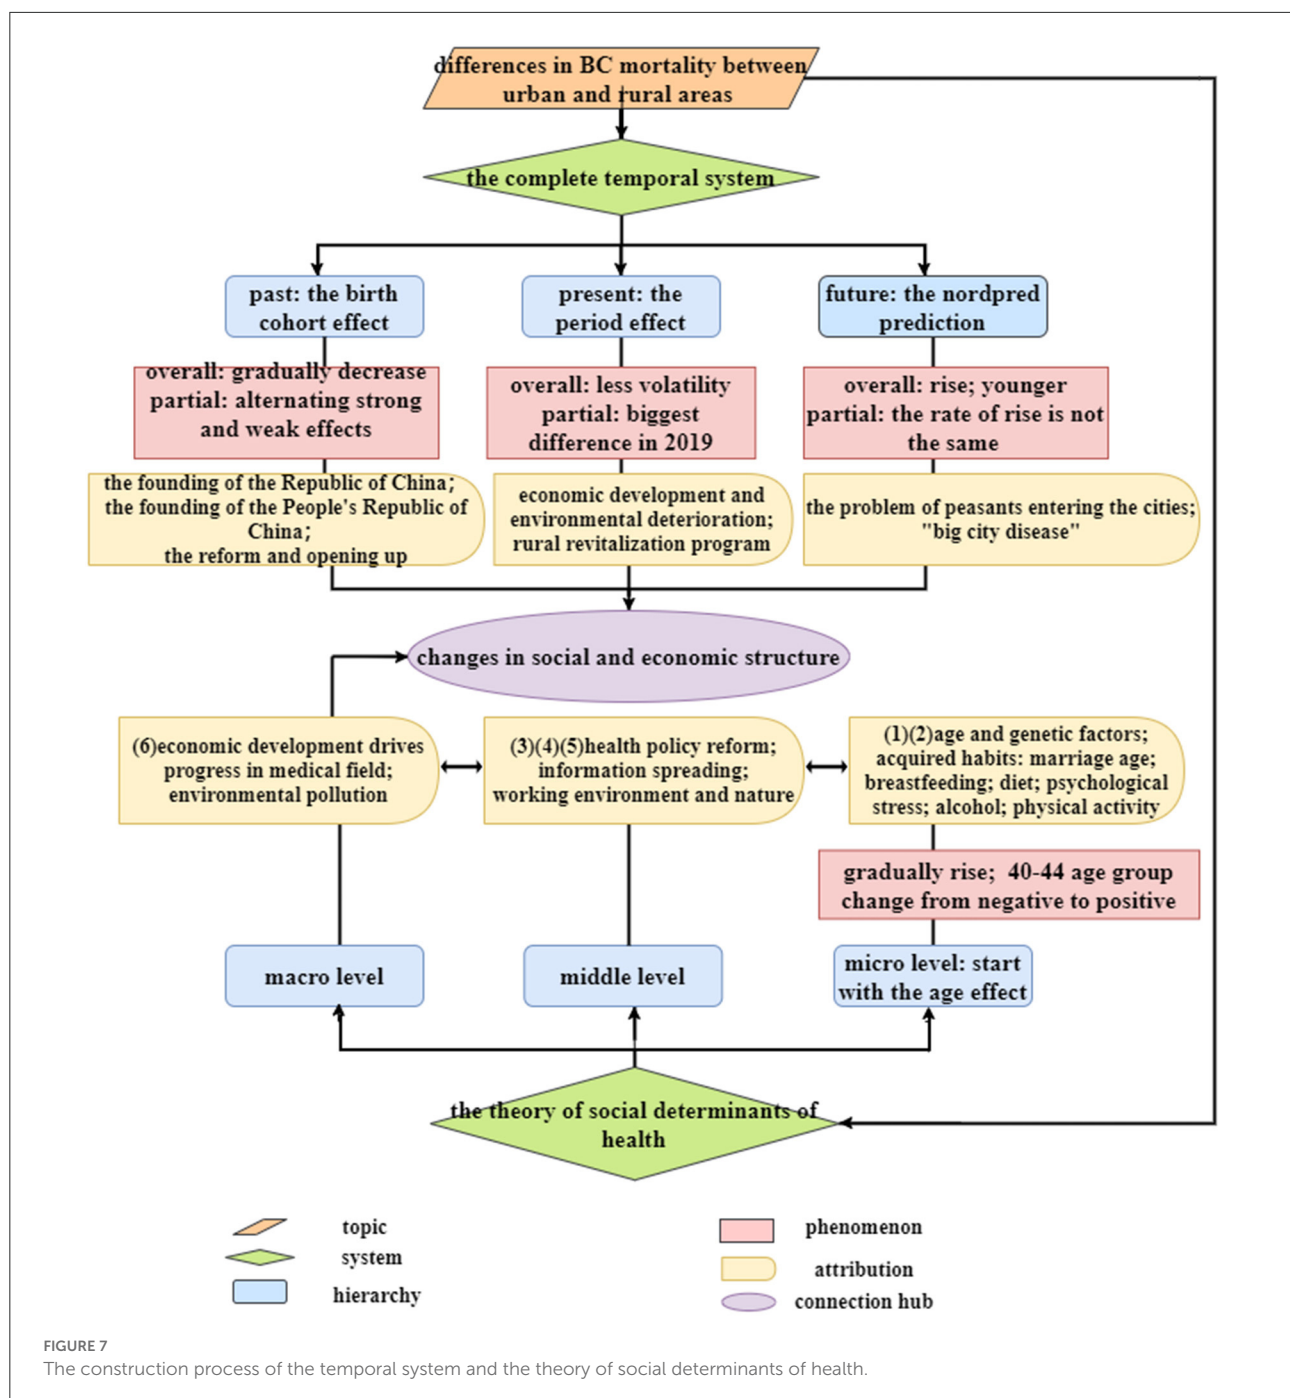 differences in BC mortality between
urban and rural areas
the complete temporal system
past: the birth
cohort effect
present: the
period effect
future: the nordpred
prediction
overall: gradually decrease
partial: alternating strong
and weak effects
overall: less volatility
partial: biggest
difference in 2019
overall: rise; younger
partial: the rate of rise is not
the same
the founding of the Republic of China;
the founding of the People's Republic of
China;
the reform and opening up
economic development and
environmental deterioration;
rural revitalization program
the problem of peasants entering the cities;
"big city disease"
changes in social and economic structure
(6)economic development drives
progress in medical field;
environmental pollution
(3)(4)(5)health policy reform;
information spreading;
working environment and nature
(1)(2)age and genetic factors;
acquired habits: marriage age;
breastfeeding; diet; psychological
stress; alcohol; physical activity
gradually rise; 40-44 age group
change from negative to positive
macro level
middle level
micro level: start
with the age effect
the theory of social determinants of
health
topic
system
hierarchy
phenomenon
attribution
connection hub
FIGURE 7
The construction process of the temporal system and the theory of social determinants of health.